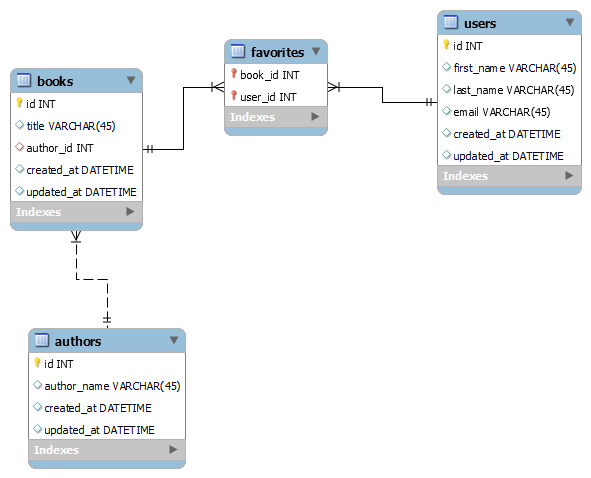 books
id INT
title VARCHAR(45)
author_id INT
created_at DATETIME
updated_at DATETIME
Indexes
favorites
book_id INT
user_id INT
Indexes
users
id INT
first_name VARCHAR(45)
last_name VARCHAR(45)
email VARCHAR(45)
created_at DATETIME
updated_at DATETIME
Indexes
authors
id INT
author_name VARCHAR(45)
created_at DATETIME
updated_at DATETIME
Indexes